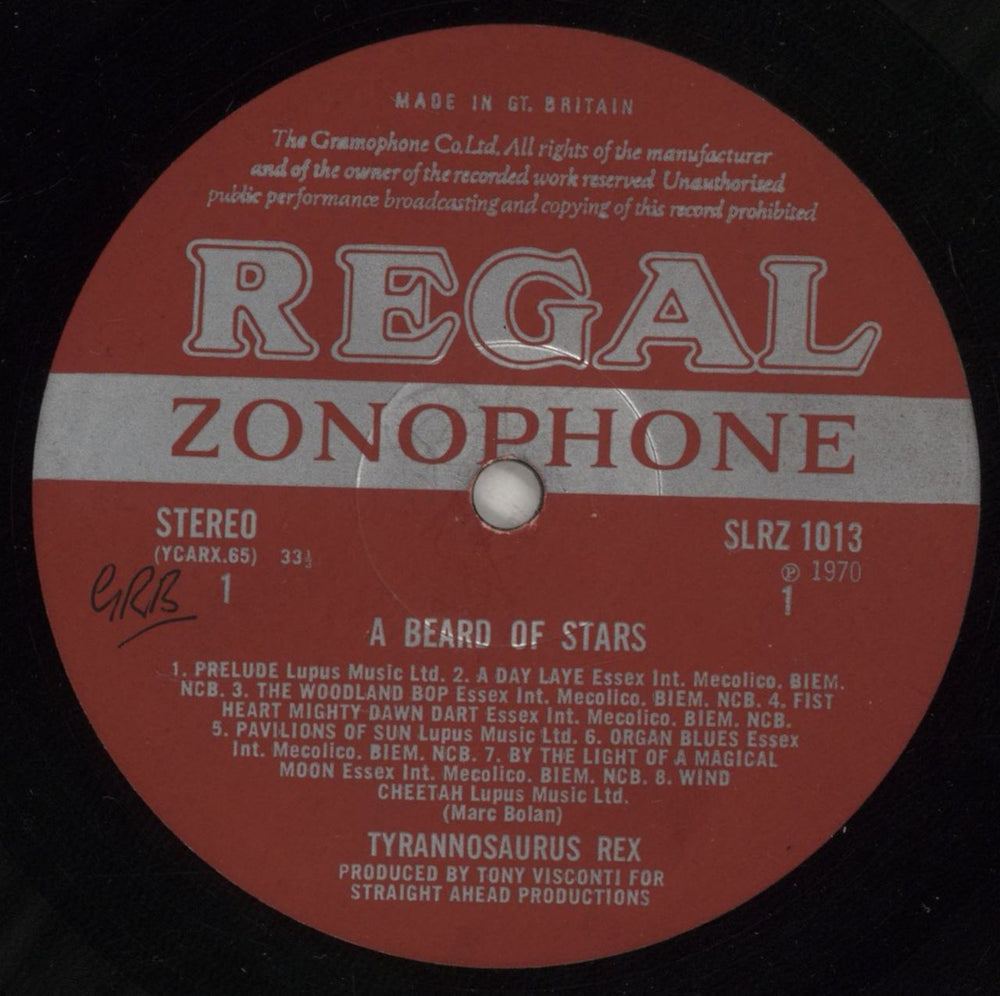 MADE IN GT. BRITAIN
The Gramophone Co.Ltd. All rights of the manufacturer
and of the owner of the recorded work reserved Unauthorised
public performance broadcasting and copying of this record prohibited
REGAL
ZONOPHONE
STEREO
(YCARX.65) 33⅓
1
SLRZ 1013
℗ 1970
1
GRB
A BEARD OF STARS
1. PRELUDE Lupus Music Ltd. 2. A DAY LAYE Essex Int. Mecolico. BIEM.
NCB. 3. THE WOODLAND BOP Essex Int. Mecolico. BIEM. NCB. 4. FIST
HEART MIGHTY DAWN DART Essex Int. Mecolico. BIEM. NCB.
5. PAVILIONS OF SUN Lupus Music Ltd. 6. ORGAN BLUES Essex
Int. Mecolico. BIEM. NCB. 7. BY THE LIGHT OF A MAGICAL
MOON Essex Int. Mecolico. BIEM. NCB. 8. WIND
CHEETAH Lupus Music Ltd.
(Marc Bolan)
TYRANNOSAURUS REX
PRODUCED BY TONY VISCONTI FOR
STRAIGHT AHEAD PRODUCTIONS